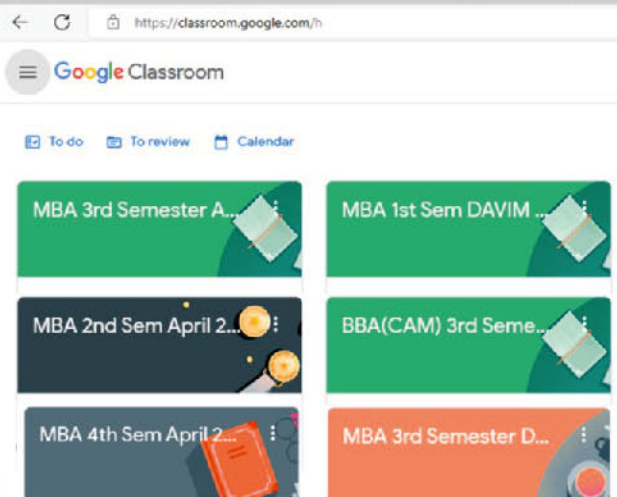 https://classroom.google.com/h
Google Classroom
To do To review Calendar
MBA 3rd Semester A...
MBA 1st Sem DAVIM ...
MBA 2nd Sem April 2...
BBA(CAM) 3rd Seme...
MBA 4th Sem April 2...
MBA 3rd Semester D...